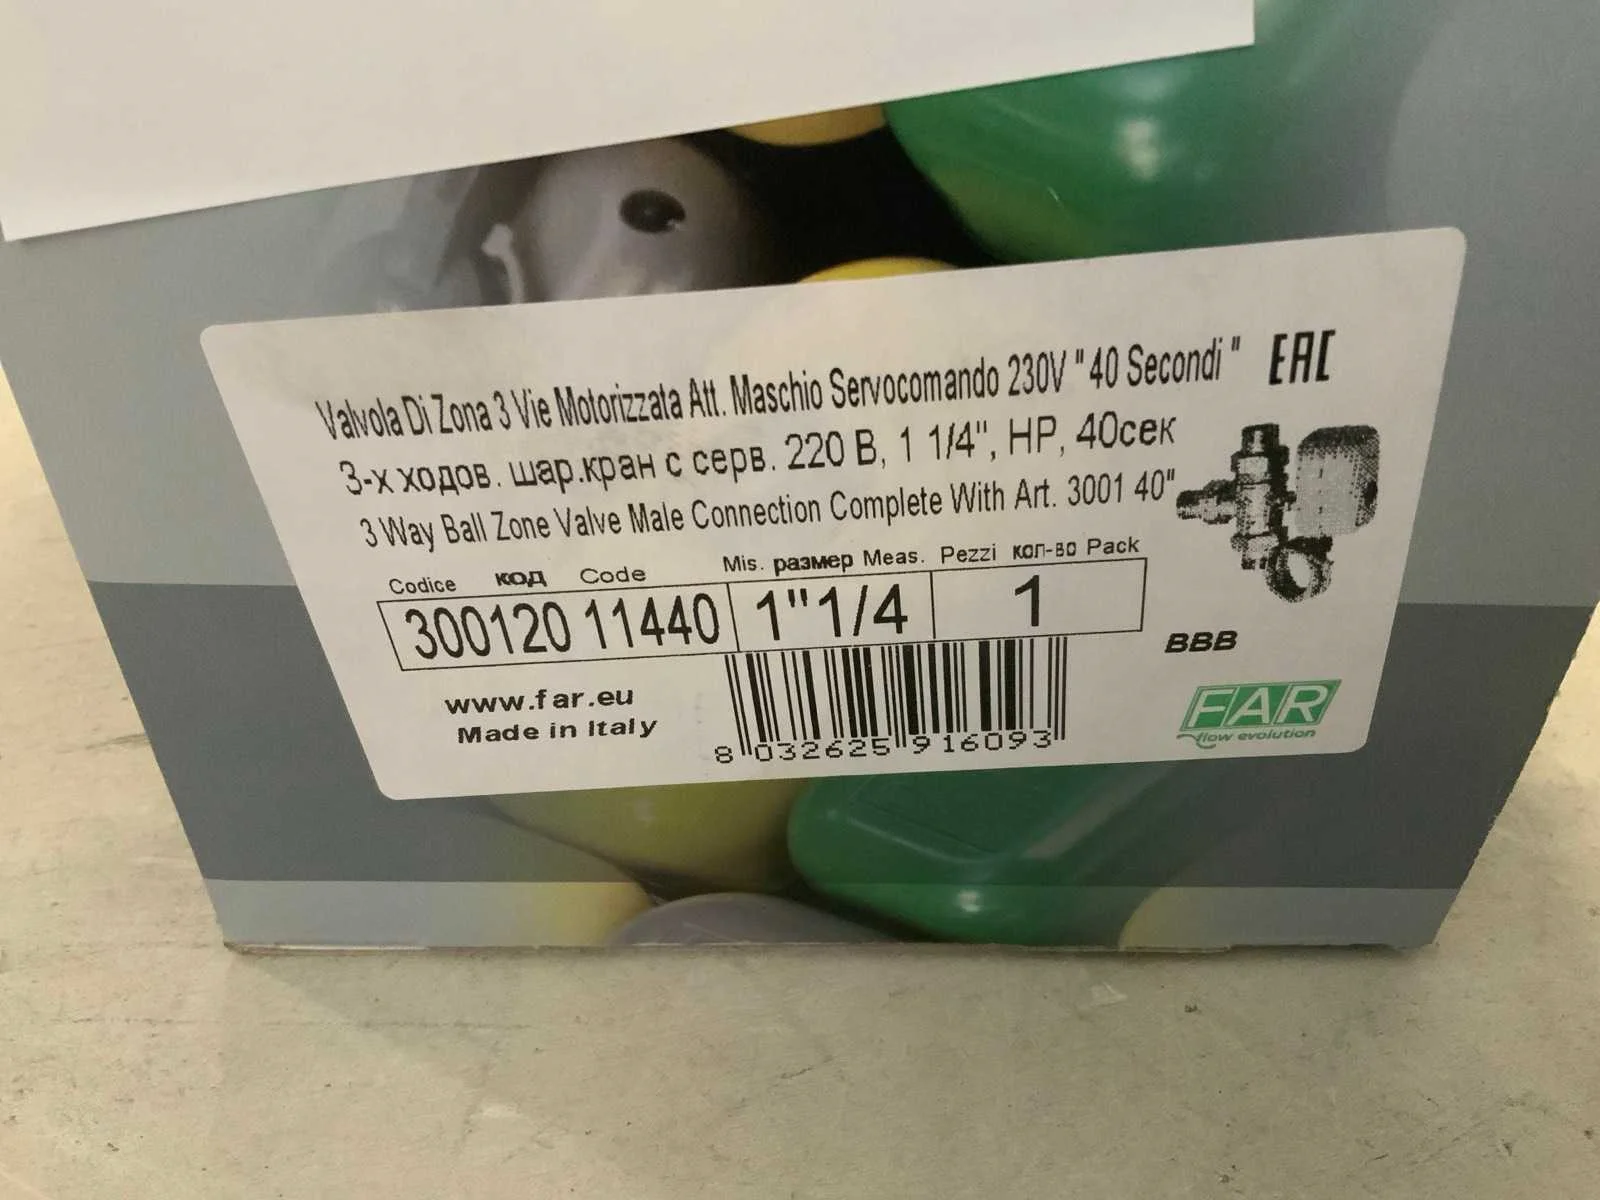 Valvola Di Zona 3 Vie Motorizzata Att. Maschio Servocomando 230V " 40 Secondi " EAC
3-х ходов. шар.кран с серв. 220 В, 1 1/4", НР, 40сек
3 Way Ball Zone Valve Male Connection Complete With Art. 3001 40"
Codice код Code Mis. размер Meas. Pezzi кол-во Pack
300120 11440 1"1/4 1
BBB
www.far.eu
Made in Italy
8 032625 916093
FAR
flow evolution